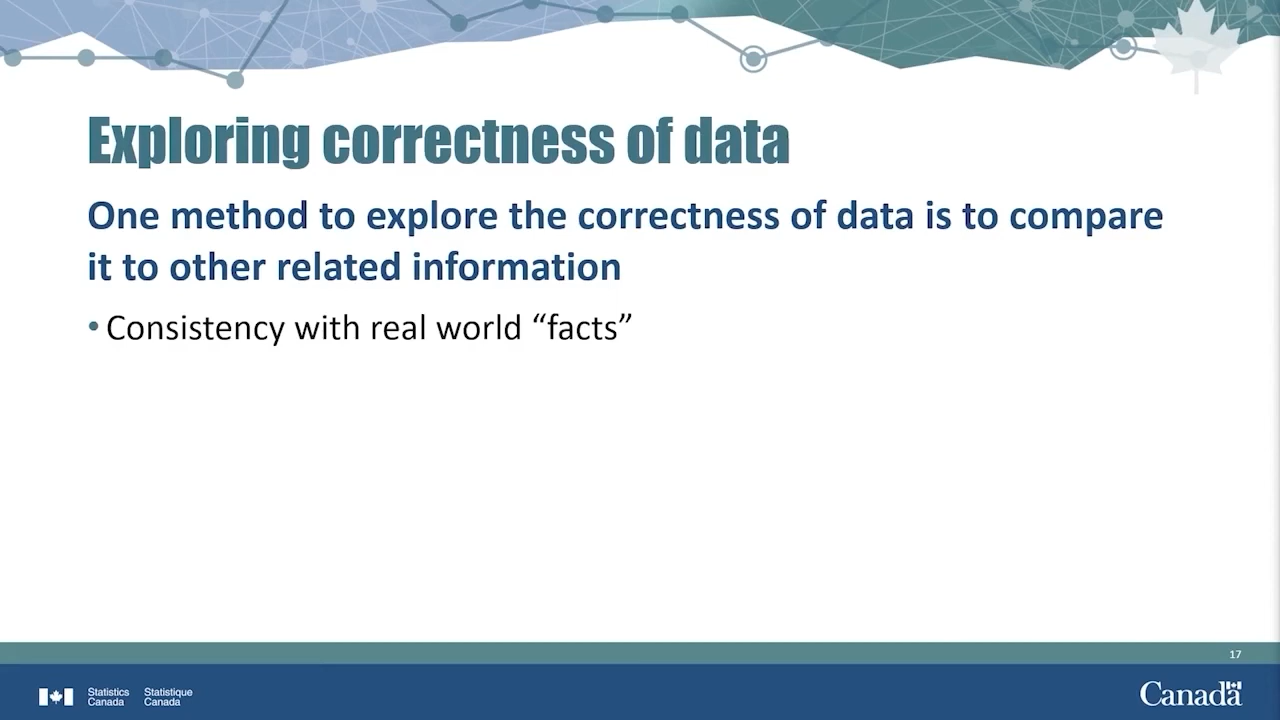 Exploring correctness of data
One method to explore the correctness of data is to compare
it to other related information
• Consistency with real world “facts”
17
Statistics Statistique
Canada Canada
Canada